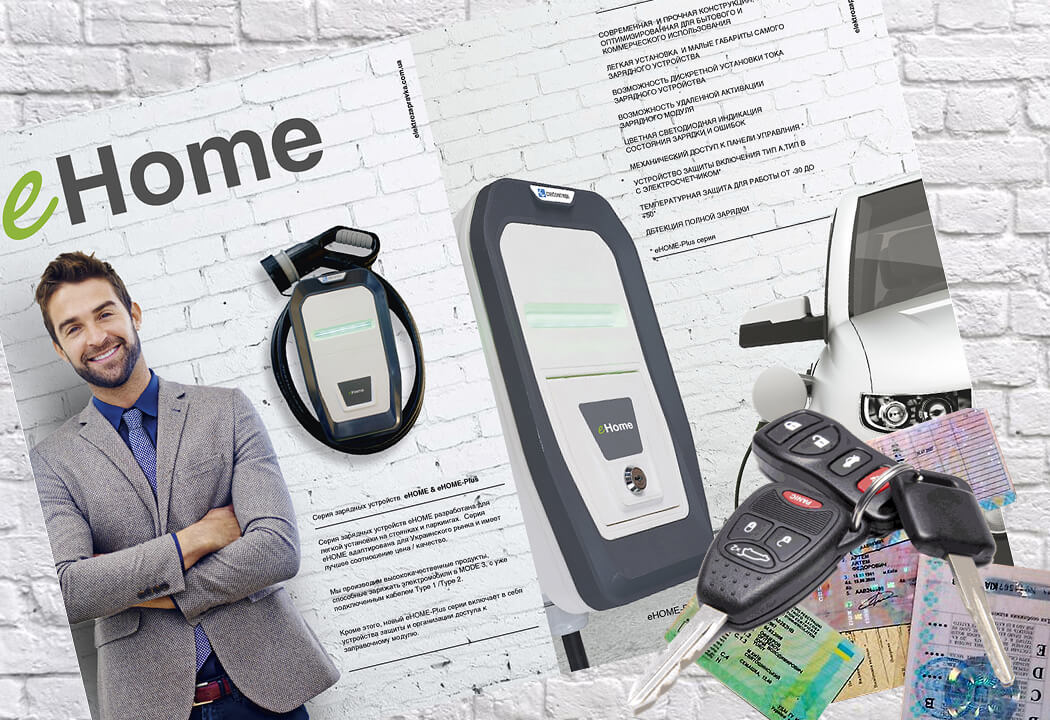 eHome
elektrozapravka.com.ua
Серия зарядных устройств eHOME & eHOME-Plus
Серия зарядных устройств eHOME разработана для
легкой установки на стоянках и паркингах. Серия
eHOME адаптирована для Украинского рынка и имеет
лучшее соотношение цена / качество.
Мы производим высококачественные продукты,
способные заряжать электромобили в MODE 3, с уже
подключенным кабелем Type 1 /Type 2.
Кроме этого, новый eHOME-Plus серии включает в себя
устройства защиты и организации доступа к
заправочному модулю.
eHome
СОВРЕМЕННАЯ И ПРОЧНАЯ КОНСТРУКЦИЯ,
ОПТИМИЗИРОВАННАЯ ДЛЯ БЫТОВОГО И
КОММЕРЧЕСКОГО ИСПОЛЬЗОВАНИЯ
ЛЕГКАЯ УСТАНОВКА И МАЛЫЕ ГАБАРИТЫ САМОГО
ЗАРЯДНОГО УСТРОЙСТВА
ВОЗМОЖНОСТЬ ДИСКРЕТНОЙ УСТАНОВКИ ТОКА
ЗАРЯДНОГО УСТРОЙСТВА
ВОЗМОЖНОСТЬ УДАЛЕННОЙ АКТИВАЦИИ
ЗАРЯДНОГО МОДУЛЯ
ЦВЕТНАЯ СВЕТОДИОДНАЯ ИНДИКАЦИЯ
СОСТОЯНИЯ ЗАРЯДКИ И ОШИБОК
МЕХАНИЧЕСКИЙ ДОСТУП К ПАНЕЛИ УПРАВЛНИЯ *
УСТРОЙСТВО ЗАЩИТЫ ВКЛЮЧЕНИЯ ТИП А,ТИП В
С ЭЛЕКТРОСЧЕТЧИКОМ*
ТЕМПЕРАТУРНАЯ ЗАЩИТА ДЛЯ РАБОТЫ ОТ -30 ДО
+50*
ДЕТЕКЦИЯ ПОЛНОЙ ЗАРЯДКИ
* eHOME-Plus серия
CIRCONTROL
eHome
PANIC
АРТЕМ
ФЕДОРОВИЧ